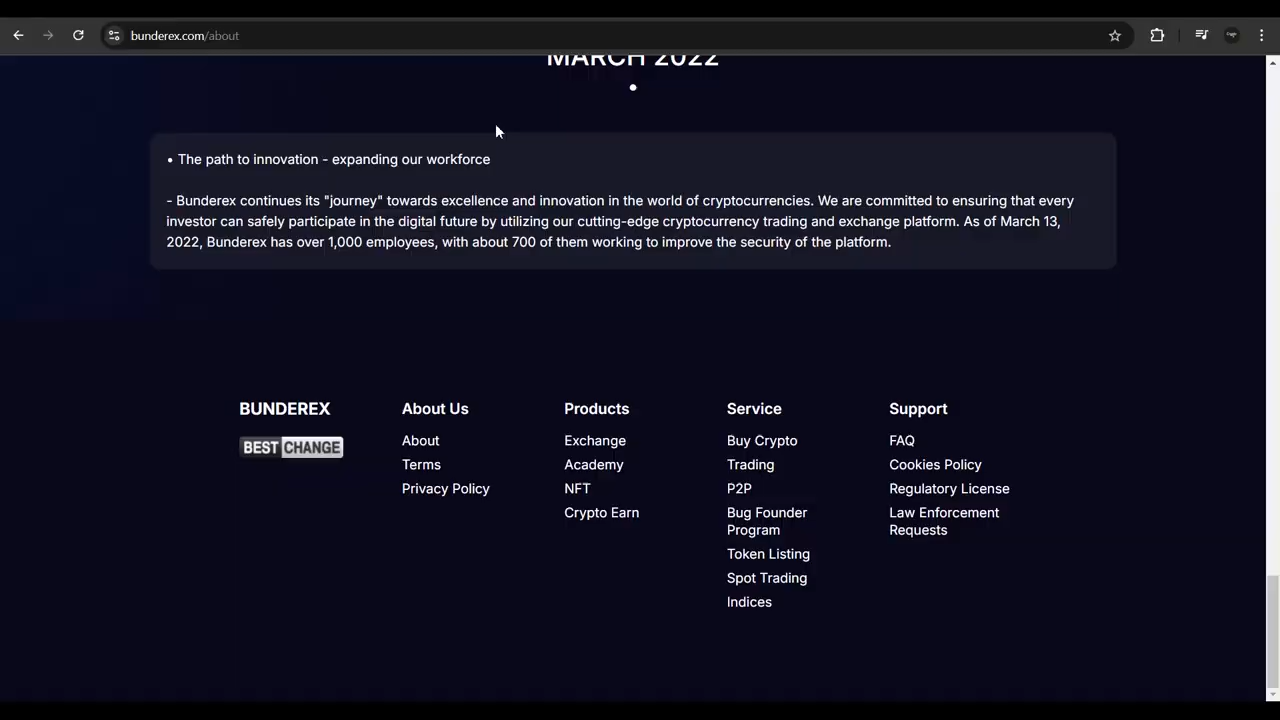 bunderex.com/about
MARCH 2022
• The path to innovation - expanding our workforce
- Bunderex continues its "journey" towards excellence and innovation in the world of cryptocurrencies. We are committed to ensuring that every
investor can safely participate in the digital future by utilizing our cutting-edge cryptocurrency trading and exchange platform. As of March 13,
2022, Bunderex has over 1,000 employees, with about 700 of them working to improve the security of the platform.
BUNDEREX
BEST CHANGE
About Us
About
Terms
Privacy Policy
Products
Exchange
Academy
NFT
Crypto Earn
Service
Buy Crypto
Trading
P2P
Bug Founder
Program
Token Listing
Spot Trading
Indices
Support
FAQ
Cookies Policy
Regulatory License
Law Enforcement
Requests